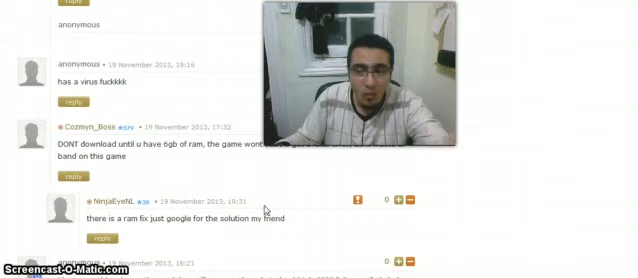 reply
anonymous
anonymous • 19 November 2013, 19:16
has a virus fuckkkk
reply
Cozmyn_Boss ★579 • 19 November 2013, 17:32
DONT download until u have 6gb of ram, the game wont
band on this game
reply
NinjaEyeNL ★39 • 19 November 2013, 19:31
0
there is a ram fix just google for the solution my friend
reply
anonymous • 19 November 2013, 16:21
0
Screencast-O-Matic.com